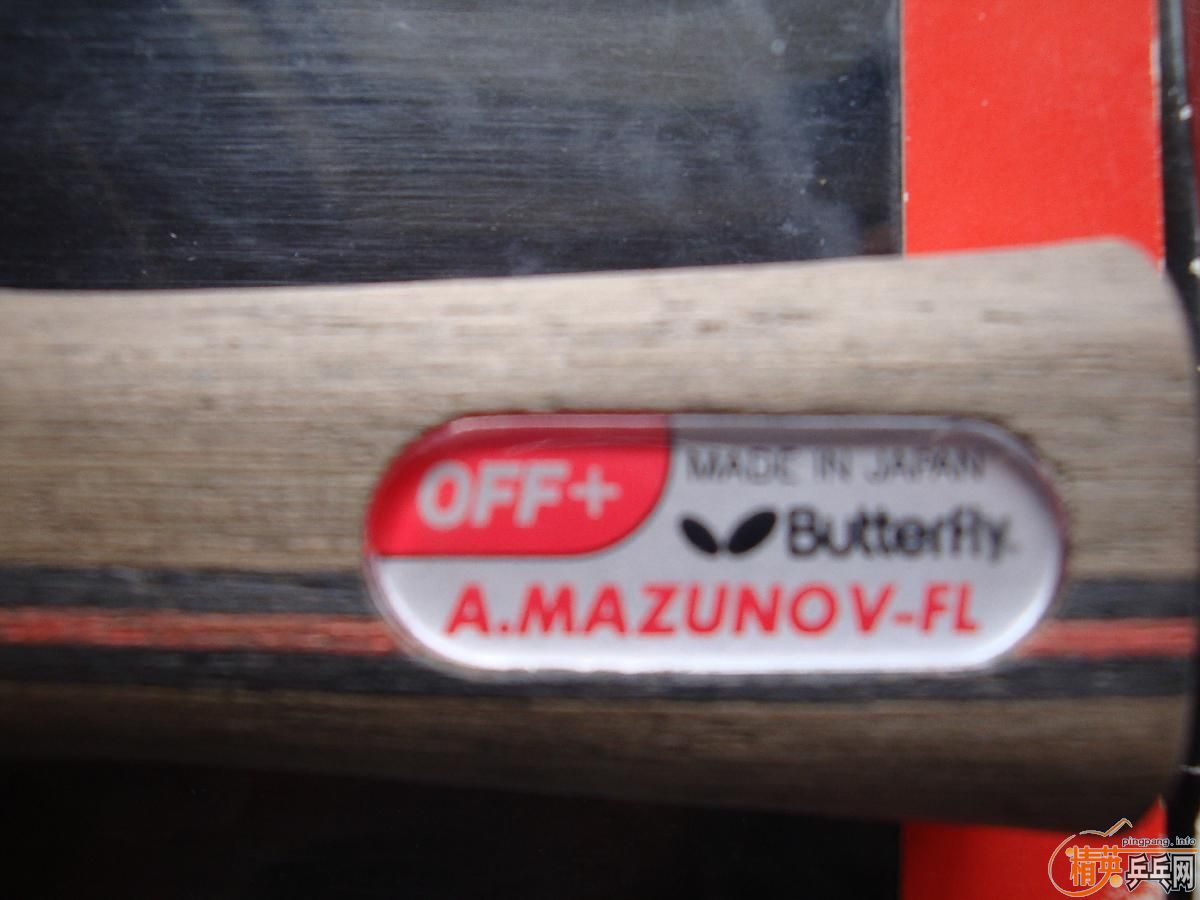 OFF+
MADE IN JAPAN
Butterfly
A.MAZUNOV-FL
pingpang.info
精英乒乓网